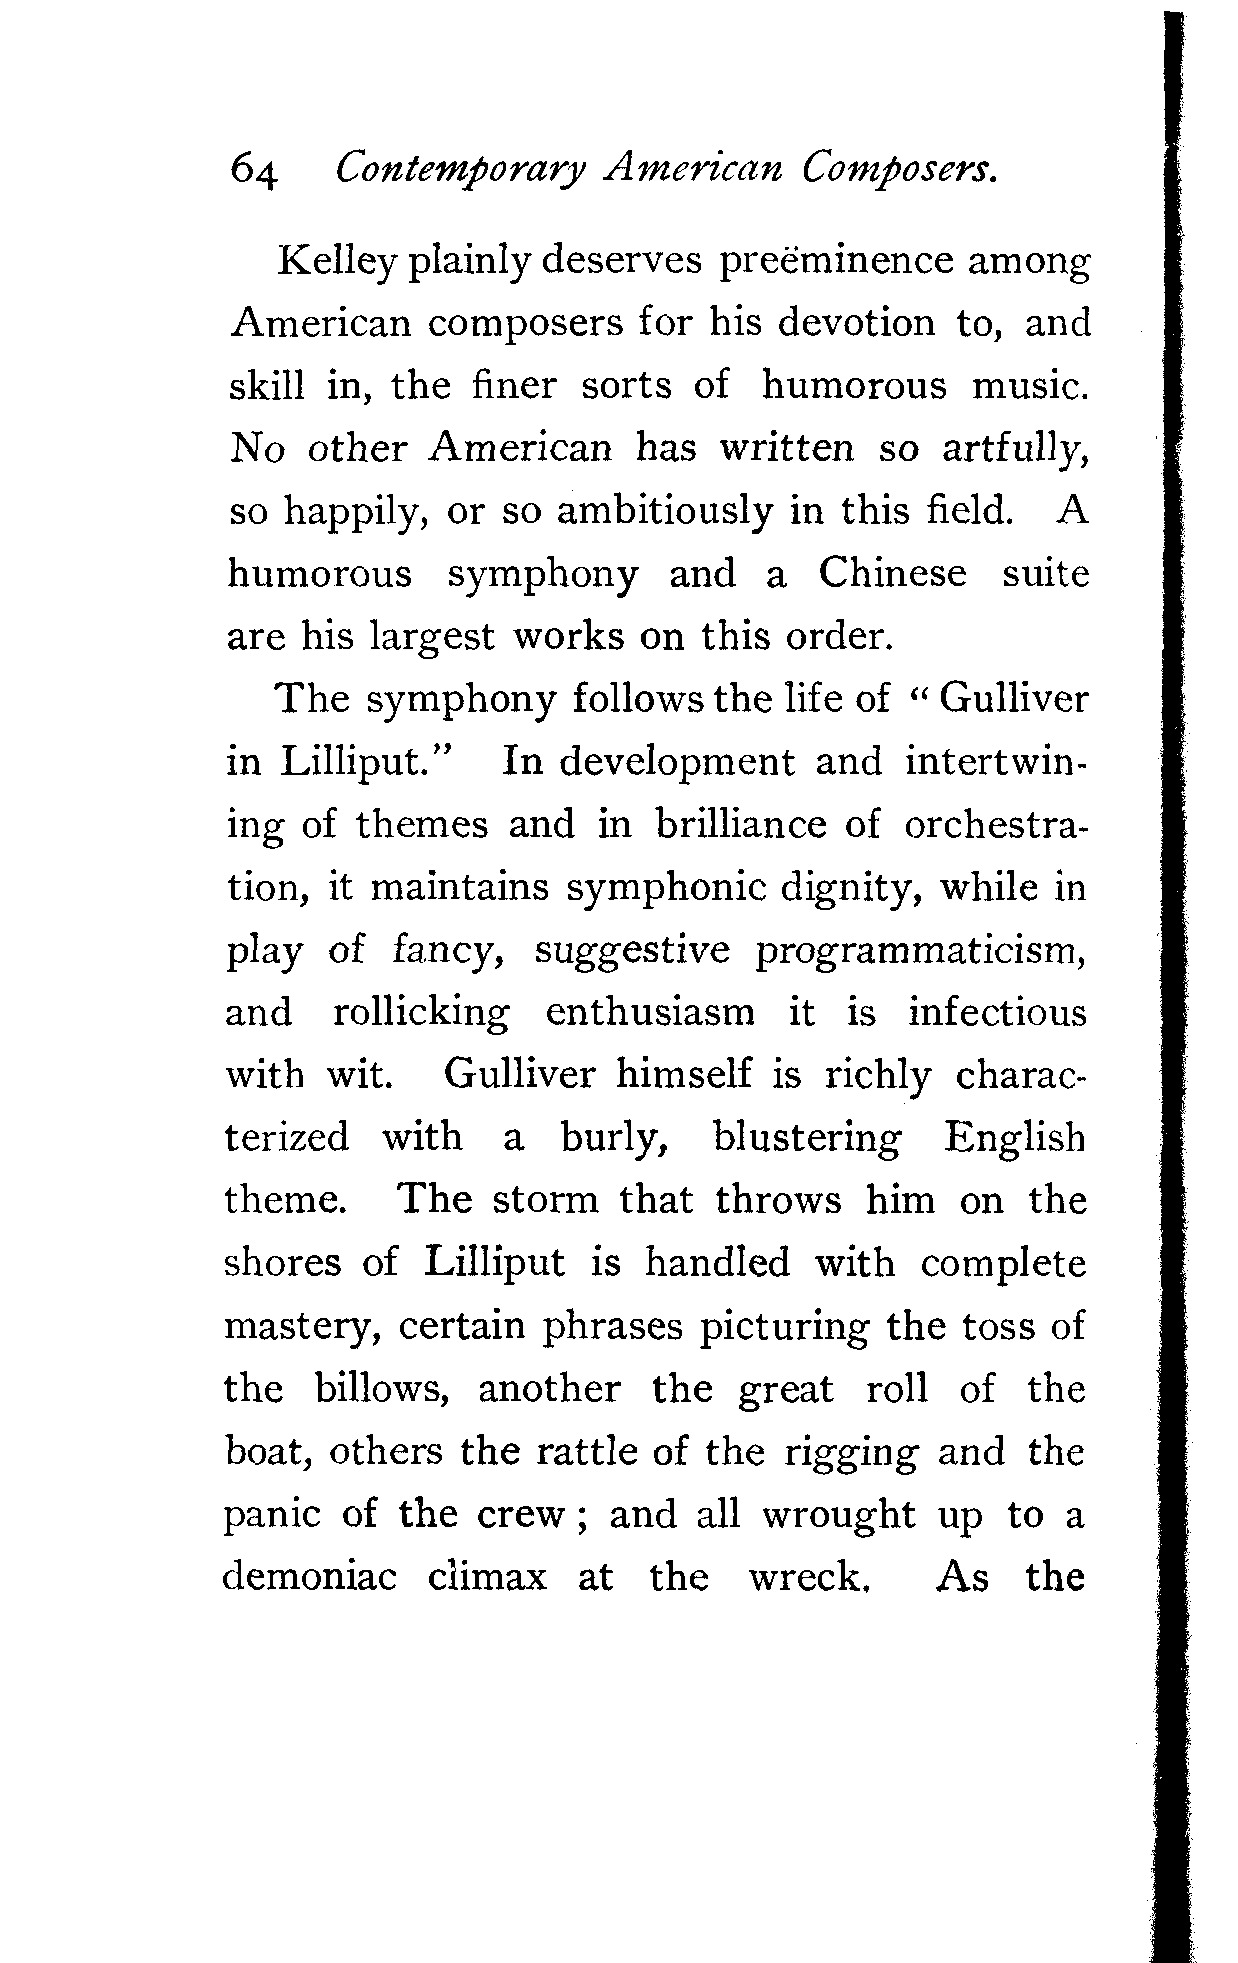 64 Contemporary American Composers.
Kelley plainly deserves preëminence among
American composers for his devotion to, and
skill in, the finer sorts of humorous music.
No other American has written so artfully,
so happily, or so ambitiously in this field. A
humorous symphony and a Chinese suite
are his largest works on this order.
The symphony follows the life of “ Gulliver
in Lilliput.” In development and intertwin-
ing of themes and in brilliance of orchestra-
tion, it maintains symphonic dignity, while in
play of fancy, suggestive programmaticism,
and rollicking enthusiasm it is infectious
with wit. Gulliver himself is richly charac-
terized with a burly, blustering English
theme. The storm that throws him on the
shores of Lilliput is handled with complete
mastery, certain phrases picturing the toss of
the billows, another the great roll of the
boat, others the rattle of the rigging and the
panic of the crew ; and all wrought up to a
demoniac climax at the wreck. As the